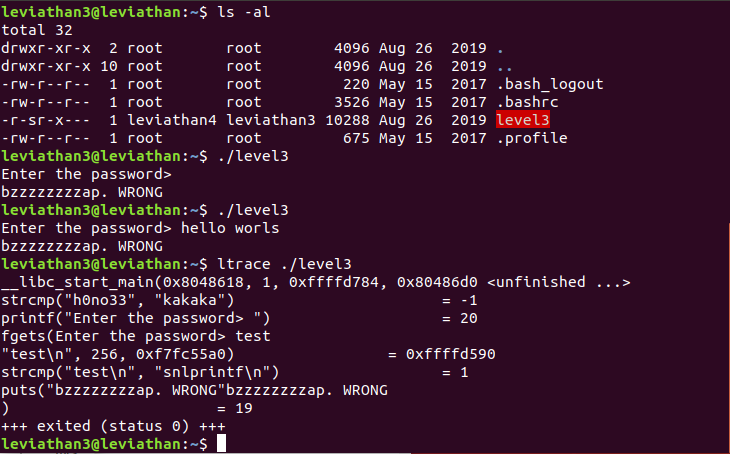 leviathan3@leviathan:~$ ls -al
total 32
drwxr-xr-x  2 root       root        4096 Aug 26  2019 .
drwxr-xr-x 10 root       root        4096 Aug 26  2019 ..
-rw-r--r--  1 root       root         220 May 15  2017 .bash_logout
-rw-r--r--  1 root       root        3526 May 15  2017 .bashrc
-r-sr-x---  1 leviathan4 leviathan3 10288 Aug 26  2019 level3
-rw-r--r--  1 root       root         675 May 15  2017 .profile
leviathan3@leviathan:~$ ./level3
Enter the password>
bzzzzzzzzap. WRONG
leviathan3@leviathan:~$ ./level3
Enter the password> hello worls
bzzzzzzzzap. WRONG
leviathan3@leviathan:~$ ltrace ./level3
__libc_start_main(0x8048618, 1, 0xffffd784, 0x80486d0 <unfinished ...>
strcmp("h0no33", "kakaka")                       = -1
printf("Enter the password> ")                   = 20
fgets(Enter the password> test
"test\n", 256, 0xf7fc55a0)                 = 0xffffd590
strcmp("test\n", "snlprintf\n")                  = 1
puts("bzzzzzzzzap. WRONG"bzzzzzzzzap. WRONG
)                       = 19
+++ exited (status 0) +++
leviathan3@leviathan:~$